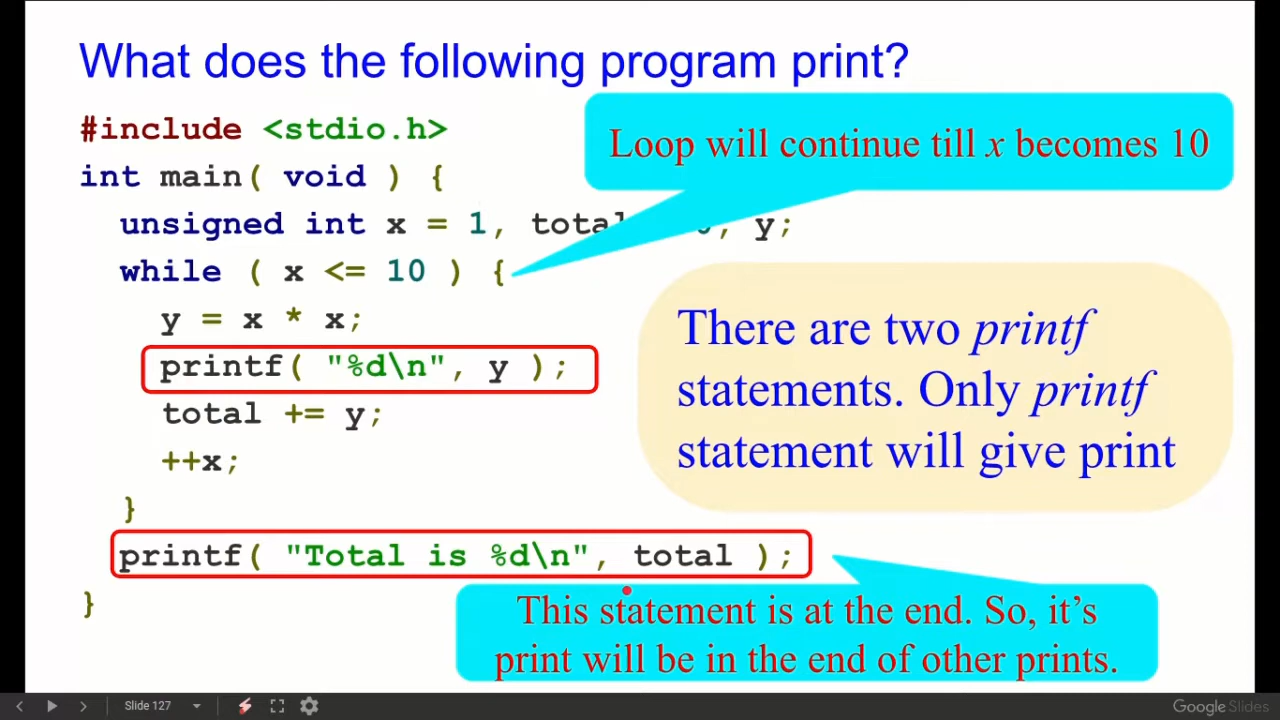 What does the following program print?
#include <stdio.h>
Loop will continue till x becomes 10
int main( void ) {
unsigned int x = 1, total , y;
while ( x <= 10 ) {
y = x * x;
There are two printf
printf( "%d\n", y );
statements. Only printf
total += y;
statement will give print
++x;
}
printf( "Total is %d\n", total );
}
This statement is at the end. So, it's
print will be in the end of other prints.
Slide 127
Google Slides